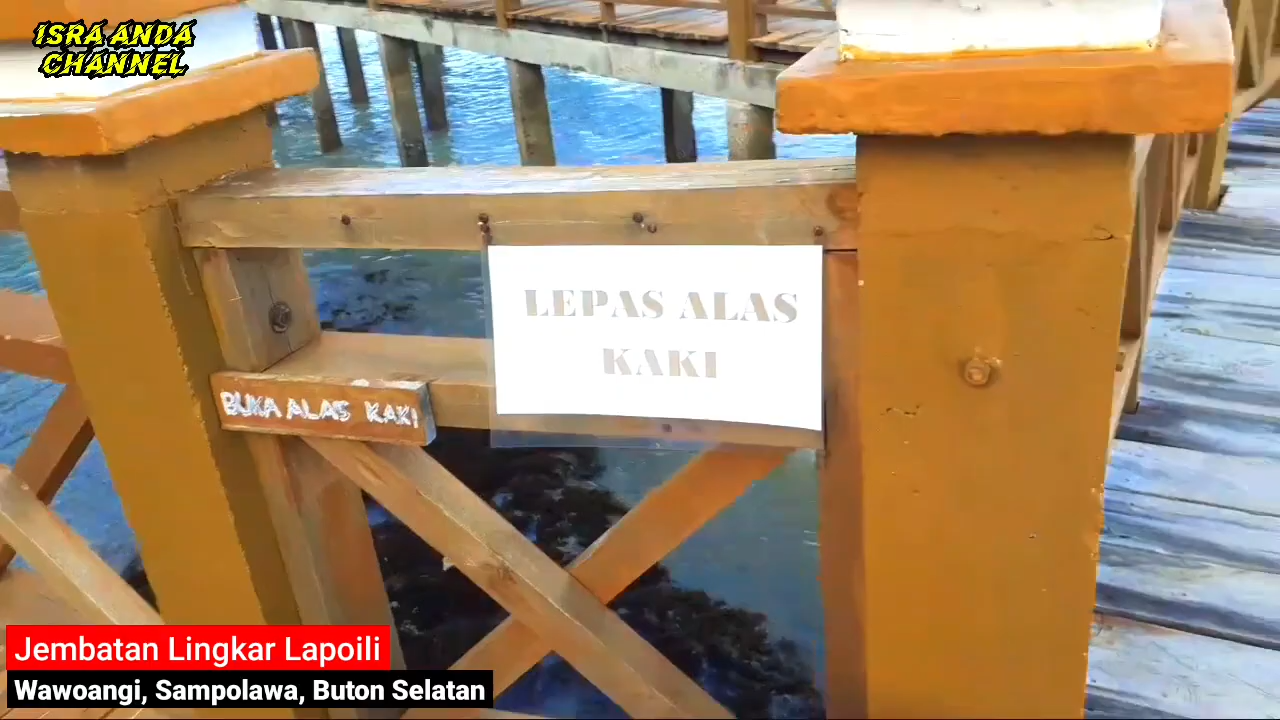 ISRA ANDA
CHANNEL
LEPAS ALAS
KAKI
BUKA ALAS KAKI
Jembatan Lingkar Lapoili
Wawoangi, Sampolawa, Buton Selatan